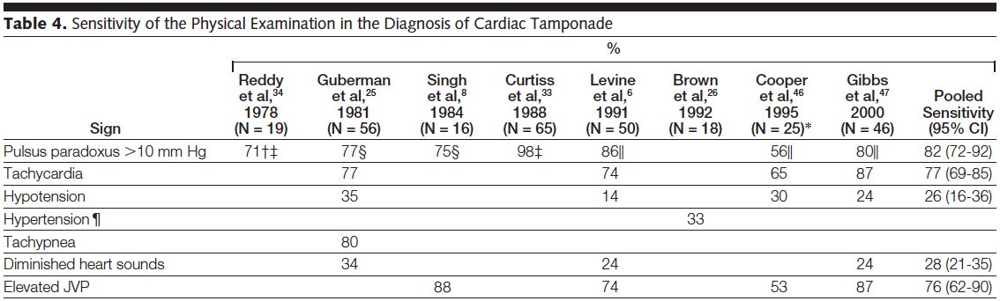 Table 4. Sensitivity of the Physical Examination in the Diagnosis of Cardiac Tamponade
%
Sign Reddy et al,34 1978 (N = 19) Guberman et al,25 1981 (N = 56) Singh et al,8 1984 (N = 16) Curtiss et al,33 1988 (N = 65) Levine et al,6 1991 (N = 50) Brown et al,26 1992 (N = 18) Cooper et al,46 1995 (N = 25)* Gibbs et al,47 2000 (N = 46) Pooled Sensitivity (95% CI)
Pulsus paradoxus >10 mm Hg 71†‡ 77§ 75§ 98‡ 86|| 56|| 80|| 82 (72-92)
Tachycardia 77 74 65 87 77 (69-85)
Hypotension 35 14 30 24 26 (16-36)
Hypertension ¶ 33
Tachypnea 80
Diminished heart sounds 34 24 24 28 (21-35)
Elevated JVP 88 74 53 87 76 (62-90)